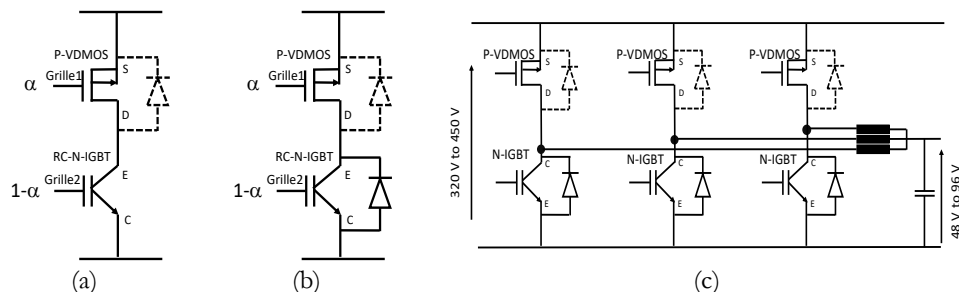 P-VDMOS
Grille1
S
α
D
RC-N-IGBT
Grille2
E
1-α
C
(a)
P-VDMOS
Grille1
S
α
D
RC-N-IGBT
Grille2
E
1-α
C
(b)
P-VDMOS
S
D
P-VDMOS
S
D
P-VDMOS
S
D
320 V to 450 V
N-IGBT
C
E
N-IGBT
C
E
N-IGBT
C
E
48 V to 96 V
(c)